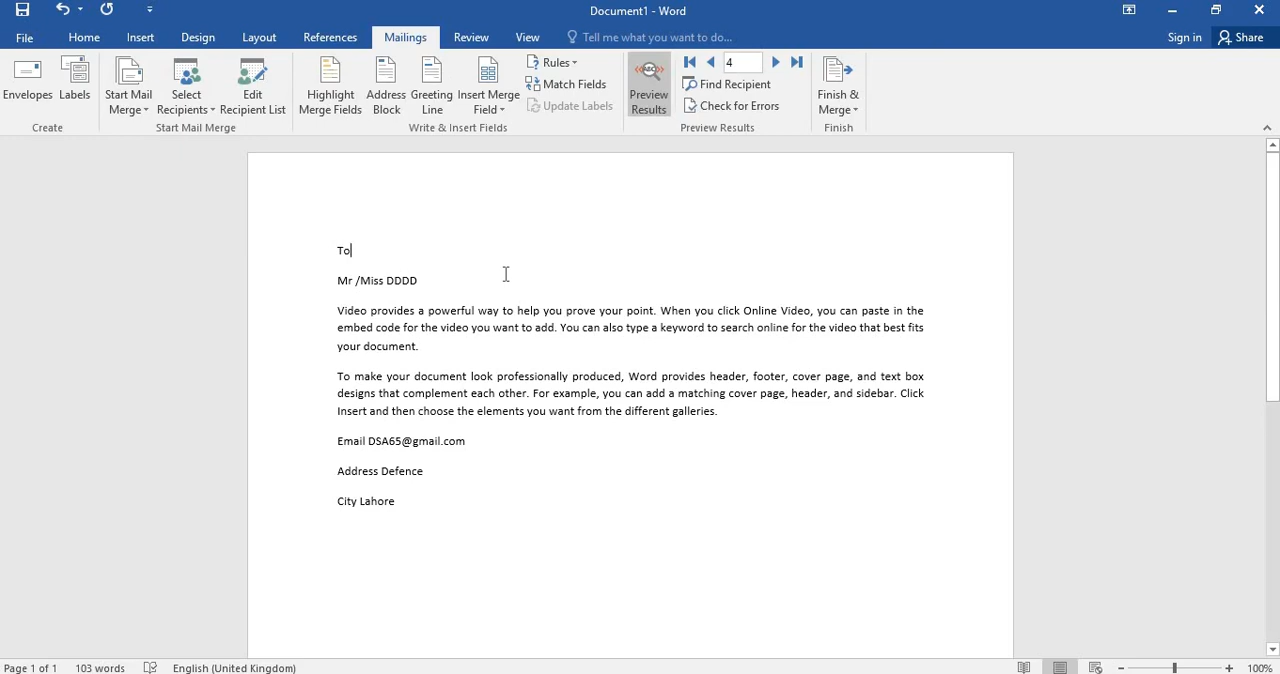 Document1 - Word
Sign in
Share
File
Home
Insert
Design
Layout
References
Mailings
Review
View
Tell me what you want to do...
Envelopes
Labels
Start Mail
Merge
Select
Recipients
Edit
Recipient List
Highlight
Merge Fields
Address
Block
Greeting
Line
Insert Merge
Field
Rules
Match Fields
Update Labels
ABC
Preview
Results
4
Find Recipient
Check for Errors
Finish &
Merge
Create
Start Mail Merge
Write & Insert Fields
Preview Results
Finish
To
Mr /Miss DDDD
Video provides a powerful way to help you prove your point. When you click Online Video, you can paste in the
embed code for the video you want to add. You can also type a keyword to search online for the video that best fits
your document.
To make your document look professionally produced, Word provides header, footer, cover page, and text box
designs that complement each other. For example, you can add a matching cover page, header, and sidebar. Click
Insert and then choose the elements you want from the different galleries.
Email DSA65@gmail.com
Address Defence
City Lahore
Page 1 of 1
103 words
English (United Kingdom)
100%